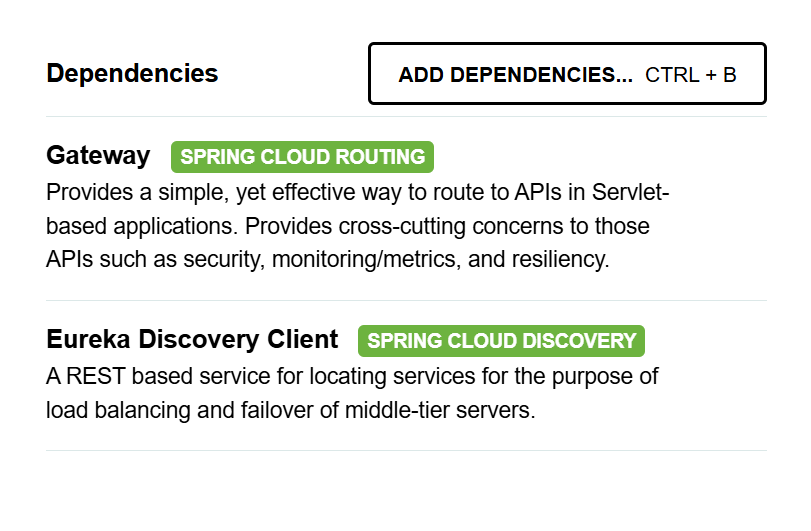 Dependencies
ADD DEPENDENCIES... CTRL + B
Gateway SPRING CLOUD ROUTING
Provides a simple, yet effective way to route to APIs in Servlet-
based applications. Provides cross-cutting concerns to those
APIs such as security, monitoring/metrics, and resiliency.
Eureka Discovery Client SPRING CLOUD DISCOVERY
A REST based service for locating services for the purpose of
load balancing and failover of middle-tier servers.